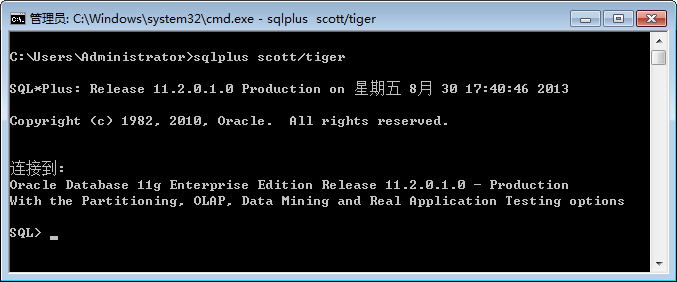 管理员: C:\Windows\system32\cmd.exe - sqlplus  scott/tiger
C:\Users\Administrator>sqlplus scott/tiger
SQL*Plus: Release 11.2.0.1.0 Production on 星期五 8月 30 17:40:46 2013
Copyright (c) 1982, 2010, Oracle.  All rights reserved.
连接到:
Oracle Database 11g Enterprise Edition Release 11.2.0.1.0 - Production
With the Partitioning, OLAP, Data Mining and Real Application Testing options
SQL> _